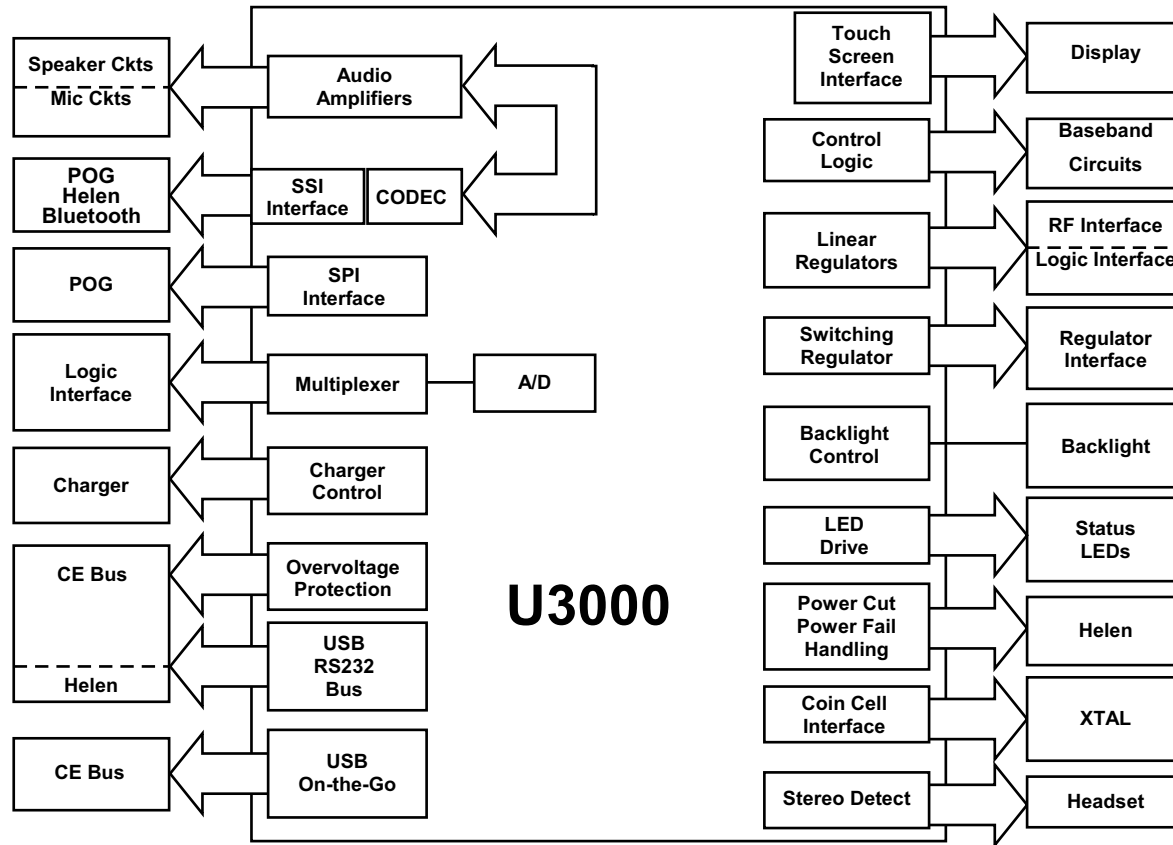 Speaker Ckts
Mic Ckts
Audio
Amplifiers
POG
Helen
Bluetooth
SSI
Interface
CODEC
POG
SPI
Interface
Logic
Interface
Multiplexer
A/D
Charger
Charger
Control
CE Bus
Helen
Overvoltage
Protection
USB
RS232
Bus
CE Bus
USB
On-the-Go
U3000
Touch
Screen
Interface
Display
Control
Logic
Baseband
Circuits
Linear
Regulators
RF Interface
Logic Interface
Switching
Regulator
Regulator
Interface
Backlight
Control
Backlight
LED
Drive
Status
LEDs
Power Cut
Power Fail
Handling
Helen
Coin Cell
Interface
XTAL
Stereo Detect
Headset